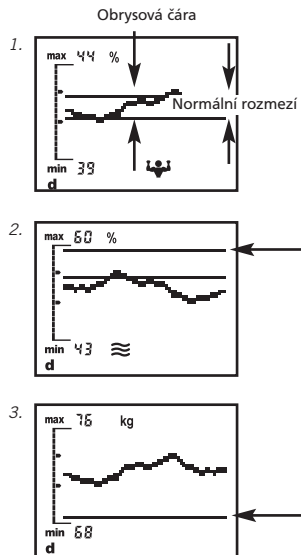 Obrysová čára
1.
max 44 %
Normální rozmezí
min 39
d
2.
max 60 %
min 43
d
3.
max 76 kg
min 68
d